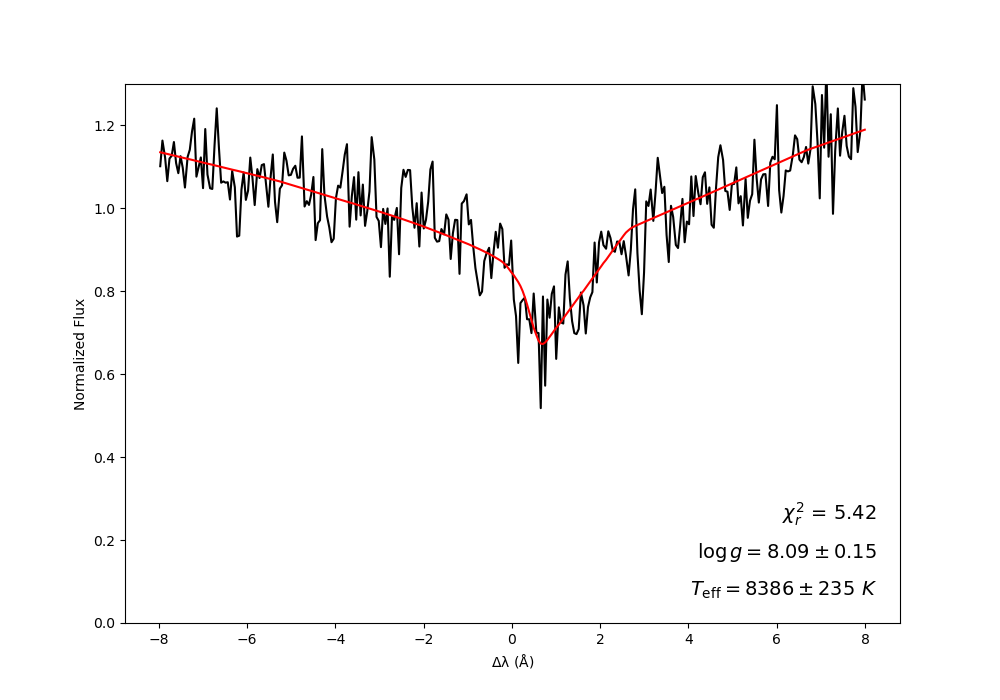 Normalized Flux
1.2
1.0
0.8
0.6
0.4
0.2
0.0
χ²ᵣ = 5.42
log g = 8.09 ± 0.15
T_eff = 8386 ± 235 K
−8 −6 −4 −2 0 2 4 6 8
Δλ (Å)